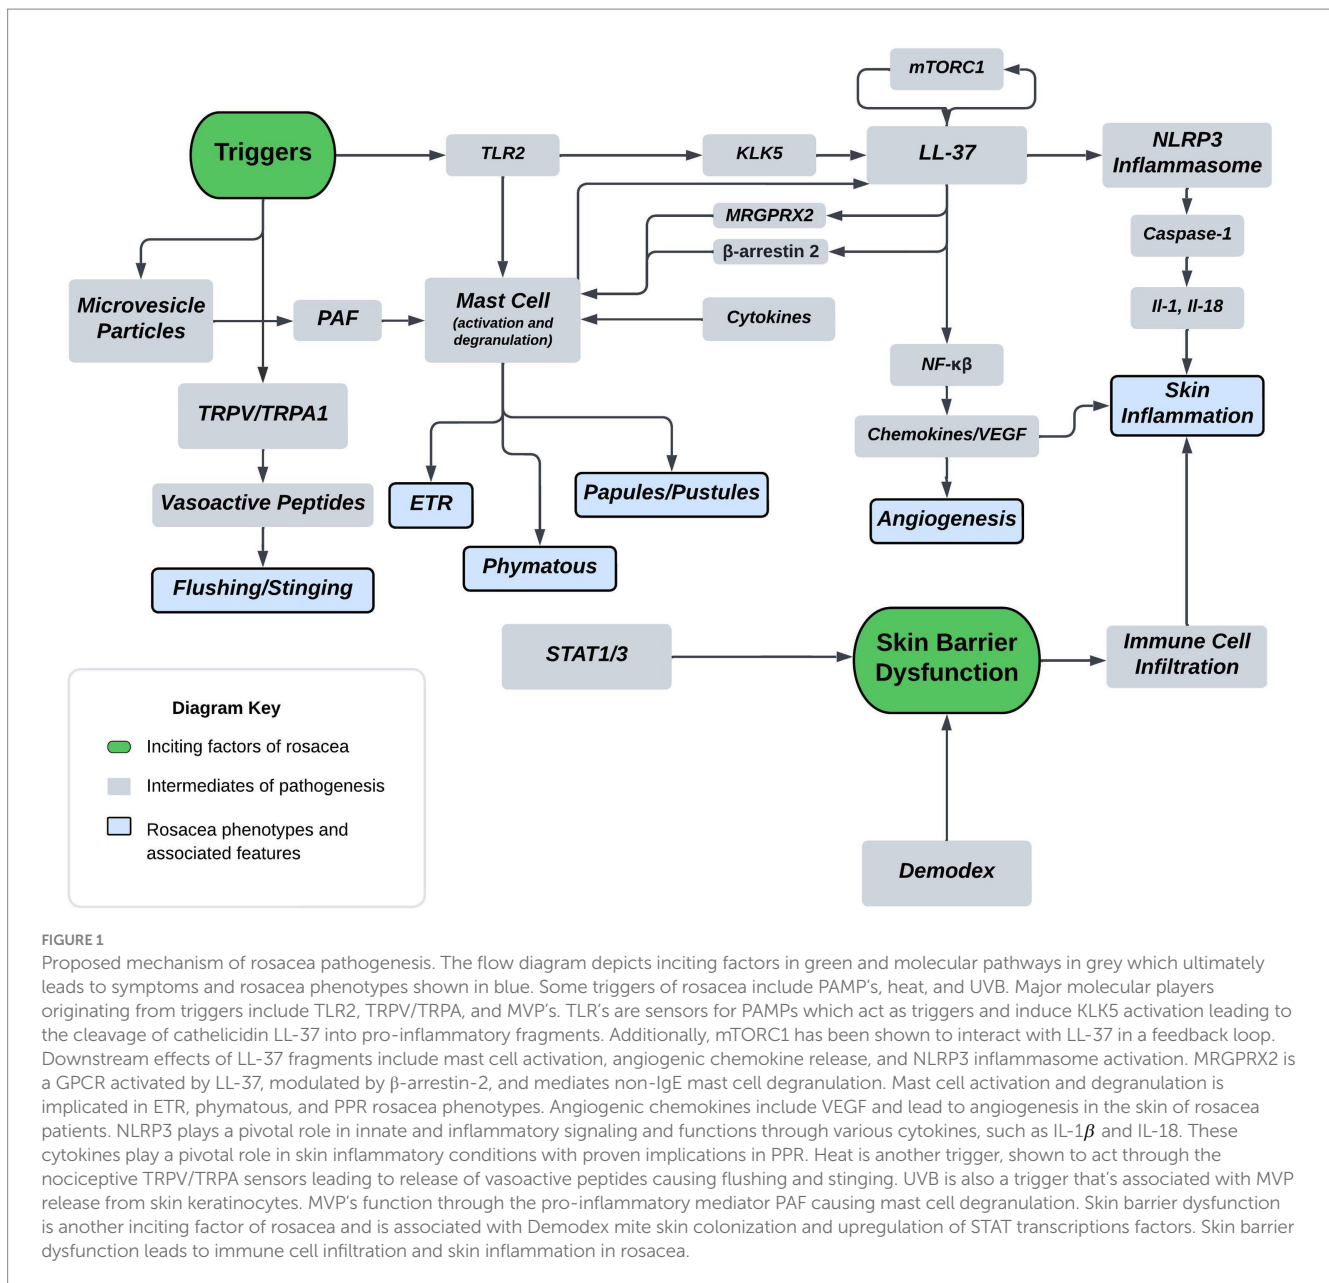 mTORC1
Triggers
TLR2
KLK5
LL-37
NLRP3
Inflammasome
MRGPRX2
β-arrestin 2
Caspase-1
Microvesicle
Particles
PAF
Mast Cell
(activation and
degranulation)
Cytokines
Il-1, Il-18
NF-κβ
TRPV/TRPA1
Skin
Inflammation
Chemokines/VEGF
Vasoactive Peptides
ETR
Papules/Pustules
Angiogenesis
Phymatous
Flushing/Stinging
STAT1/3
Skin Barrier
Dysfunction
Immune Cell
Infiltration
Diagram Key
Inciting factors of rosacea
Intermediates of pathogenesis
Rosacea phenotypes and
associated features
Demodex
FIGURE 1
Proposed mechanism of rosacea pathogenesis. The flow diagram depicts inciting factors in green and molecular pathways in grey which ultimately
leads to symptoms and rosacea phenotypes shown in blue. Some triggers of rosacea include PAMP's, heat, and UVB. Major molecular players
originating from triggers include TLR2, TRPV/TRPA, and MVP's. TLR's are sensors for PAMPs which act as triggers and induce KLK5 activation leading to
the cleavage of cathelicidin LL-37 into pro-inflammatory fragments. Additionally, mTORC1 has been shown to interact with LL-37 in a feedback loop.
Downstream effects of LL-37 fragments include mast cell activation, angiogenic chemokine release, and NLRP3 inflammasome activation. MRGPRX2 is
a GPCR activated by LL-37, modulated by β-arrestin-2, and mediates non-IgE mast cell degranulation. Mast cell activation and degranulation is
implicated in ETR, phymatous, and PPR rosacea phenotypes. Angiogenic chemokines include VEGF and lead to angiogenesis in the skin of rosacea
patients. NLRP3 plays a pivotal role in innate and inflammatory signaling and functions through various cytokines, such as IL-1β and IL-18. These
cytokines play a pivotal role in skin inflammatory conditions with proven implications in PPR. Heat is another trigger, shown to act through the
nociceptive TRPV/TRPA sensors leading to release of vasoactive peptides causing flushing and stinging. UVB is also a trigger that's associated with MVP
release from skin keratinocytes. MVP's function through the pro-inflammatory mediator PAF causing mast cell degranulation. Skin barrier dysfunction
is another inciting factor of rosacea and is associated with Demodex mite skin colonization and upregulation of STAT transcriptions factors. Skin barrier
dysfunction leads to immune cell infiltration and skin inflammation in rosacea.